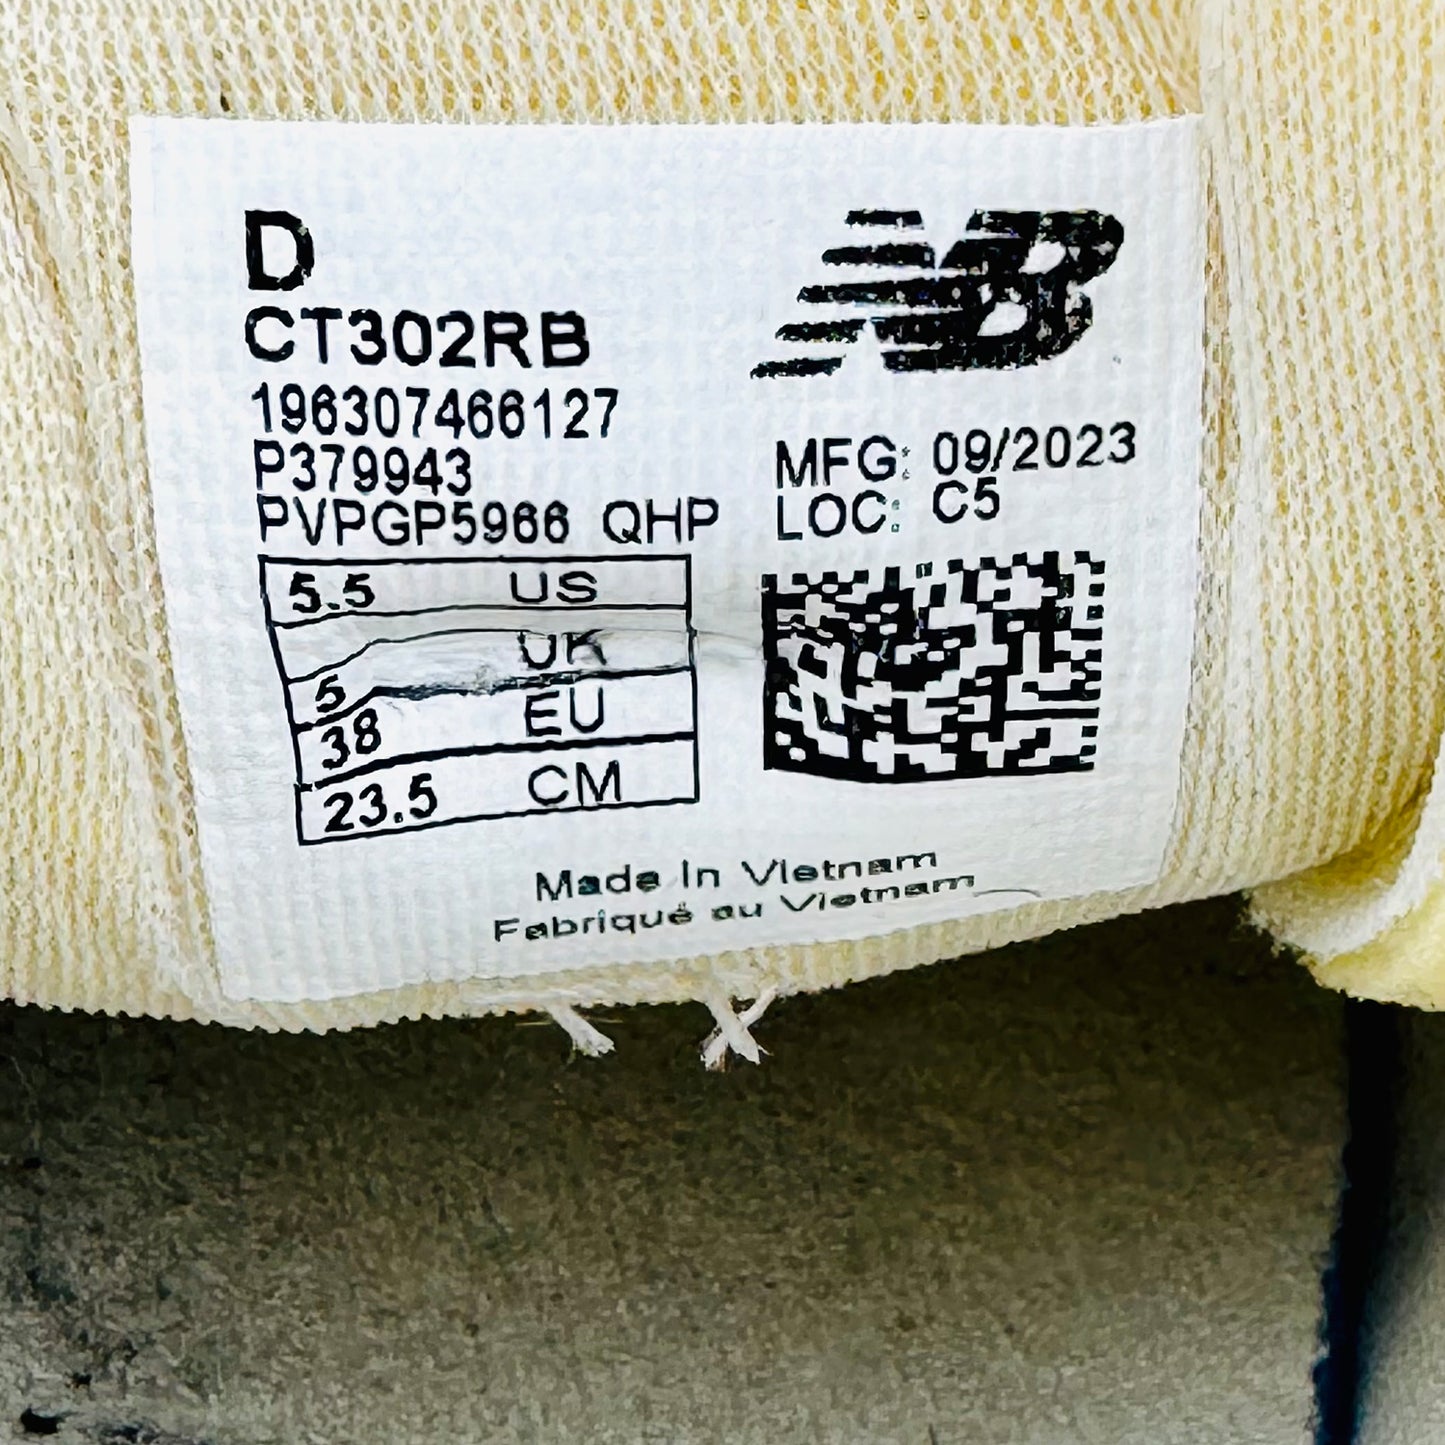 D
CT302RB
196307466127
P379943
PVPGP5966 QHP
NB
MFG: 09/2023
LOC: C5
5.5 US
5 UK
38 EU
23.5 CM
Made In Vietnam
Fabriqué au Vietnam